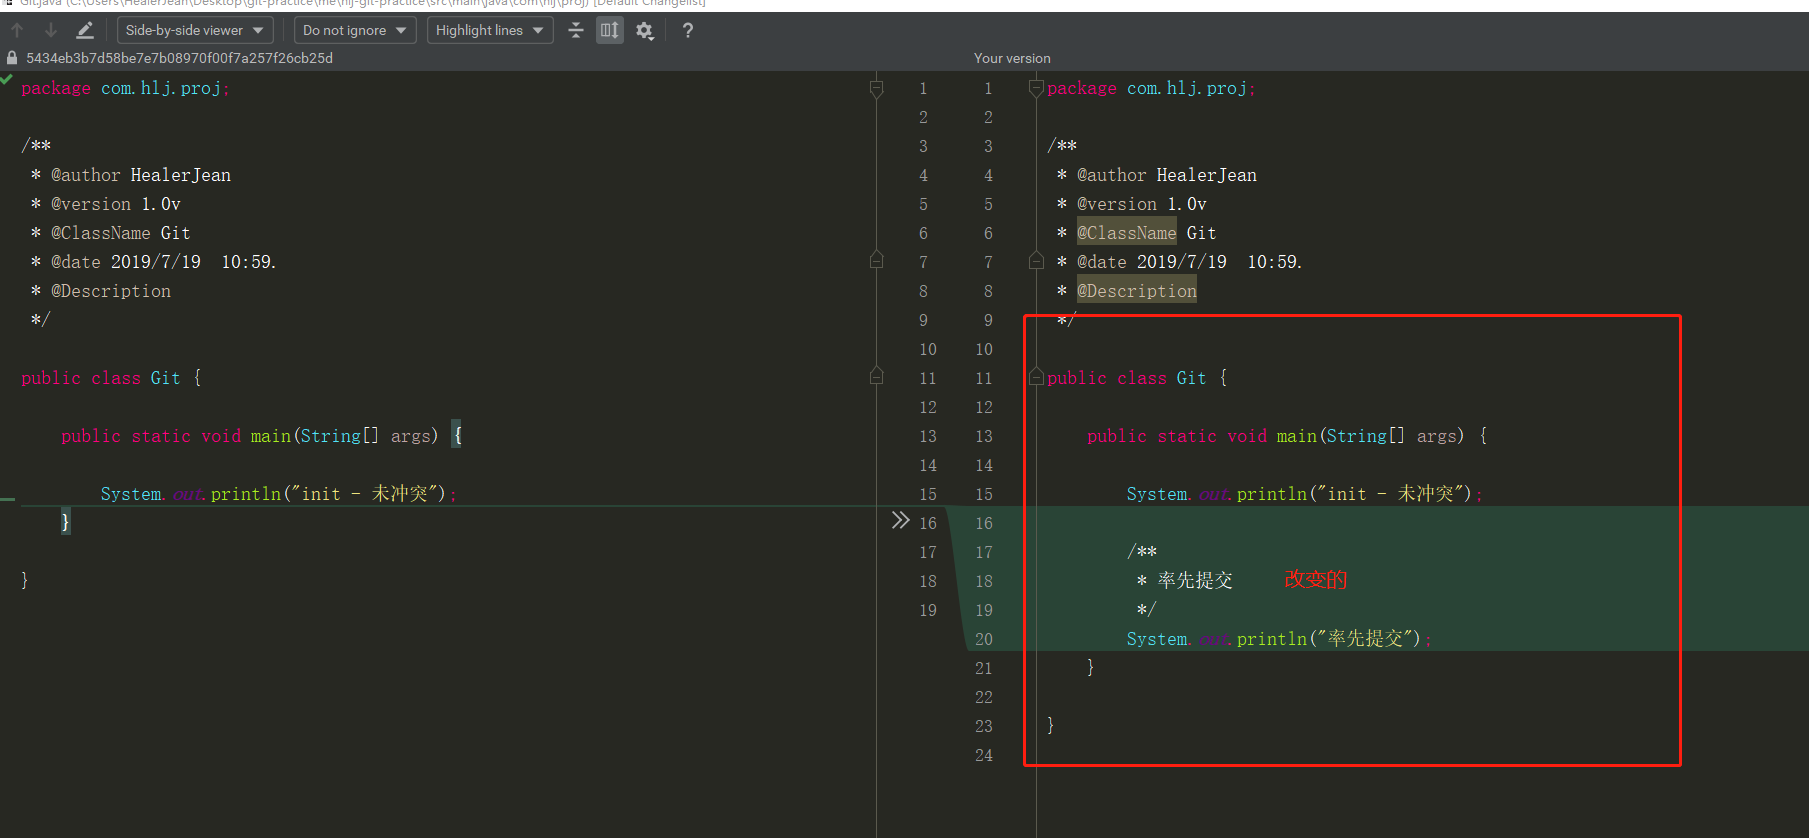 Git.java (C:\Users\HealerJean\Desktop\git-practice\me\hlj-git-practice\src\main\java\com\hlj\proj) [Default Changelist]
Side-by-side viewer Do not ignore Highlight lines ?
5434eb3b7d58be7e7b08970f00f7a257f26cb25d Your version
package com.hlj.proj; 1 1 package com.hlj.proj;
2 2
/** 3 3 /**
* @author HealerJean 4 4 * @author HealerJean
* @version 1.0v 5 5 * @version 1.0v
* @ClassName Git 6 6 * @ClassName Git
* @date 2019/7/19 10:59. 7 7 * @date 2019/7/19 10:59.
* @Description 8 8 * @Description
*/ 9 9 */
10 10
public class Git { 11 11 public class Git {
12 12
public static void main(String[] args) { 13 13 public static void main(String[] args) {
14 14
System.out.println("init - 未冲突"); 15 15 System.out.println("init - 未冲突");
} 16 16
17 17 /**
} 18 18 * 率先提交 改变的
19 19 */
20 System.out.println("率先提交");
21 }
22
23 }
24